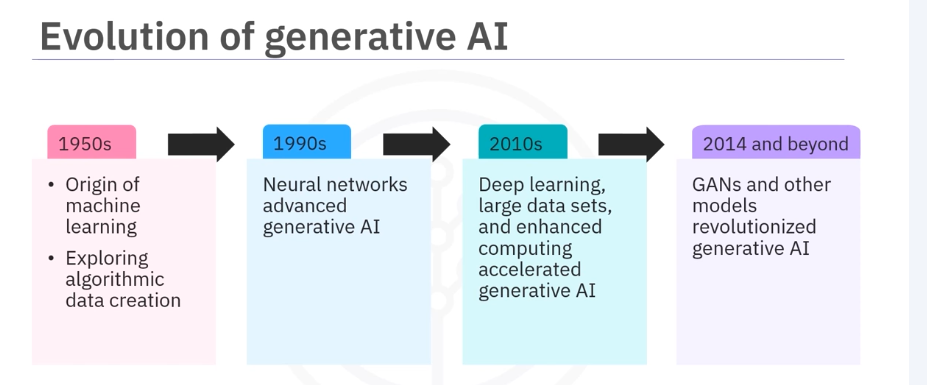 Evolution of generative AI
1950s
• Origin of
machine
learning
• Exploring
algorithmic
data creation
1990s
Neural networks
advanced
generative AI
2010s
Deep learning,
large data sets,
and enhanced
computing
accelerated
generative AI
2014 and beyond
GANs and other
models
revolutionized
generative AI